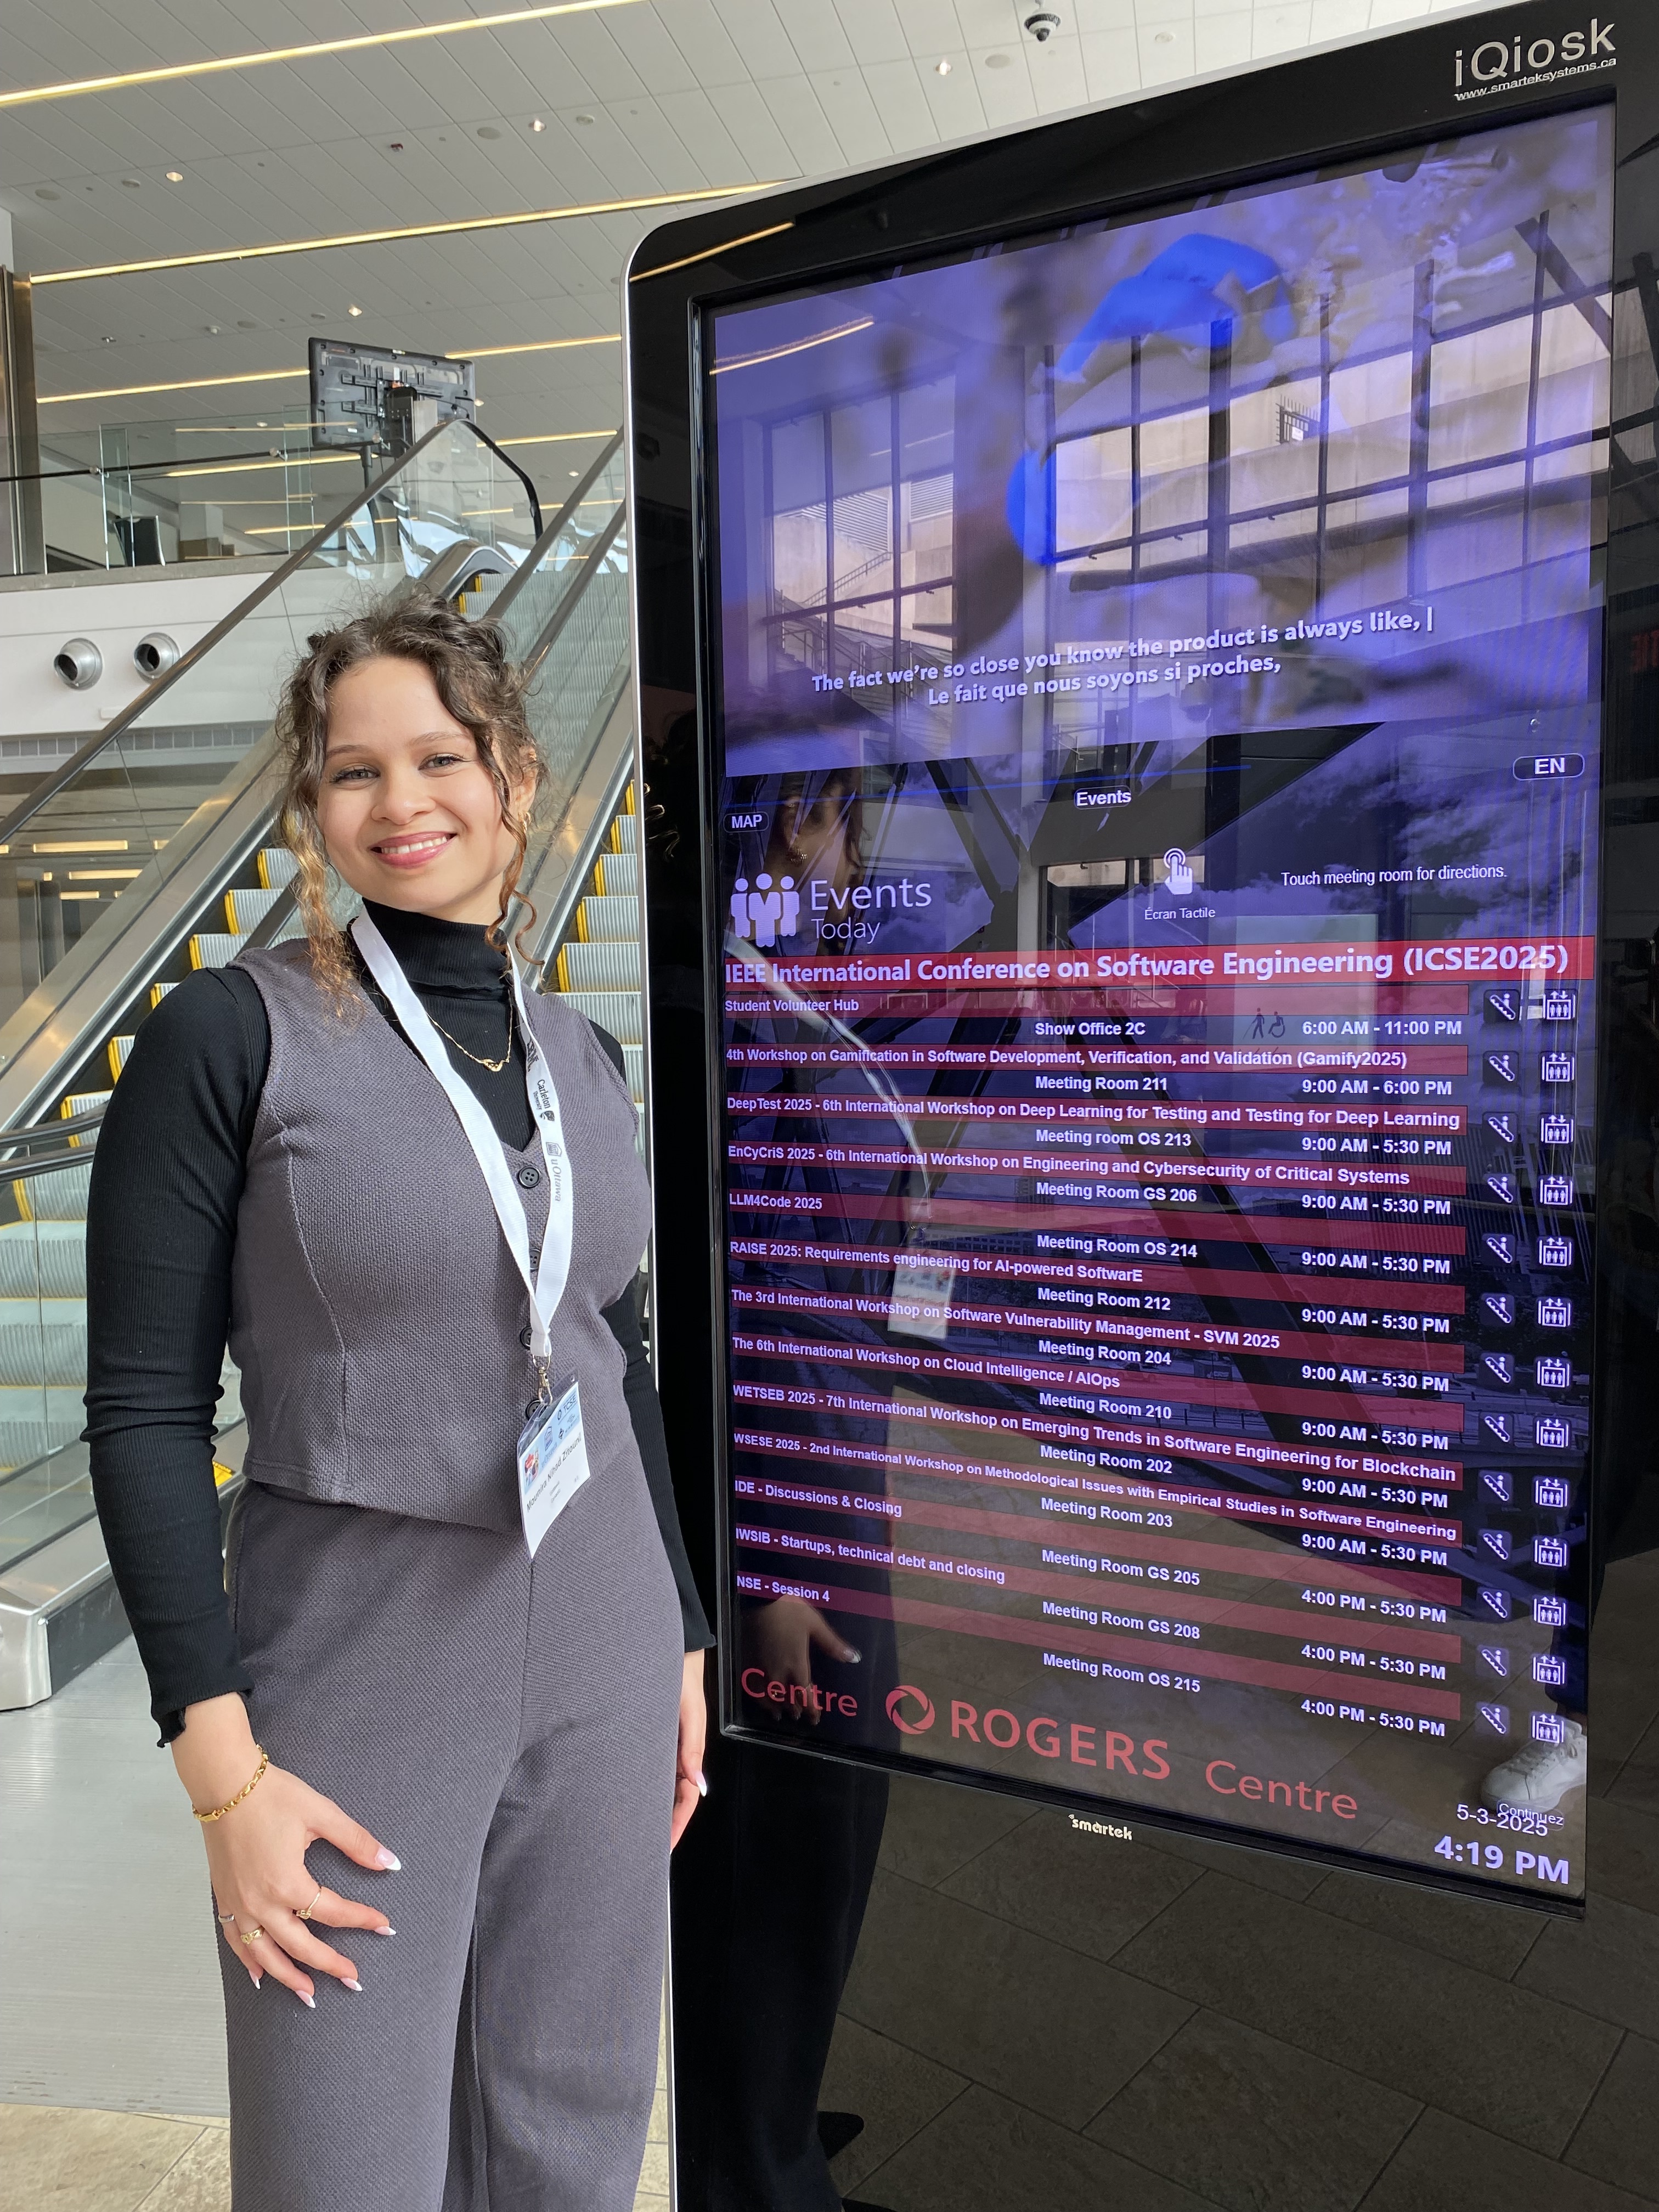 iQiosk
www.smarteksystems.ca
The fact we're so close you know the product is always like, |
Le fait que nous soyons si proches,
EN
Events
MAP
Events
Today
Écran Tactile
Touch meeting room for directions.
IEEE International Conference on Software Engineering (ICSE2025)
Student Volunteer Hub
Show Office 2C 6:00 AM - 11:00 PM
4th Workshop on Gamification in Software Development, Verification, and Validation (Gamify2025)
Meeting Room 211 9:00 AM - 6:00 PM
DeepTest 2025 - 6th International Workshop on Deep Learning for Testing and Testing for Deep Learning
Meeting room OS 213 9:00 AM - 5:30 PM
EnCyCriS 2025 - 6th International Workshop on Engineering and Cybersecurity of Critical Systems
Meeting Room GS 206 9:00 AM - 5:30 PM
LLM4Code 2025
Meeting Room OS 214 9:00 AM - 5:30 PM
RAISE 2025: Requirements engineering for AI-powered SoftwarE
Meeting Room 212 9:00 AM - 5:30 PM
The 3rd International Workshop on Software Vulnerability Management - SVM 2025
Meeting Room 204 9:00 AM - 5:30 PM
The 6th International Workshop on Cloud Intelligence / AIOps
Meeting Room 210 9:00 AM - 5:30 PM
WETSEB 2025 - 7th International Workshop on Emerging Trends in Software Engineering for Blockchain
Meeting Room 202 9:00 AM - 5:30 PM
WSESE 2025 - 2nd International Workshop on Methodological Issues with Empirical Studies in Software Engineering
Meeting Room 203 9:00 AM - 5:30 PM
IDE - Discussions & Closing
Meeting Room GS 205 4:00 PM - 5:30 PM
IWSIB - Startups, technical debt and closing
Meeting Room GS 208 4:00 PM - 5:30 PM
NSE - Session 4
Meeting Room OS 215 4:00 PM - 5:30 PM
Centre ROGERS Centre
Continuez
5-3-2025
4:19 PM
smartek
Carleton
University
uOttawa